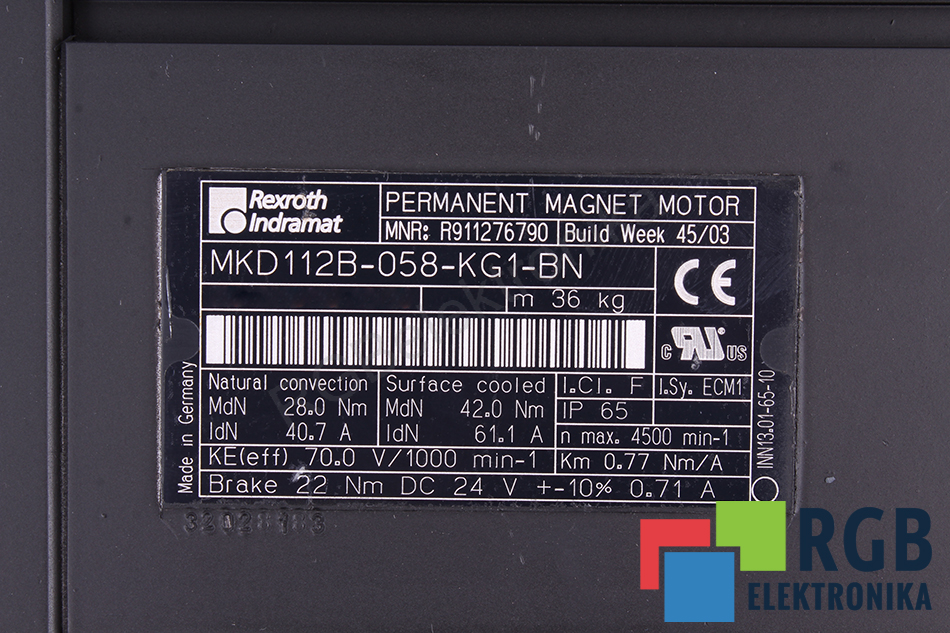 Rexroth
Indramat
PERMANENT MAGNET MOTOR
MNR: R911276790 Build Week 45/03
MKD112B-058-KG1-BN
m 36 kg
CE
c US
Natural convection Surface cooled I.Cl. F I.Sy. ECM1
MdN 28.0 Nm MdN 42.0 Nm IP 65
IdN 40.7 A IdN 61.1 A n max. 4500 min-1
KE(eff) 70.0 V/1000 min-1 Km 0.77 Nm/A
Brake 22 Nm DC 24 V +-10% 0.71 A
Made in Germany
INN13.01-65-10
RGB
ELEKTRONIKA